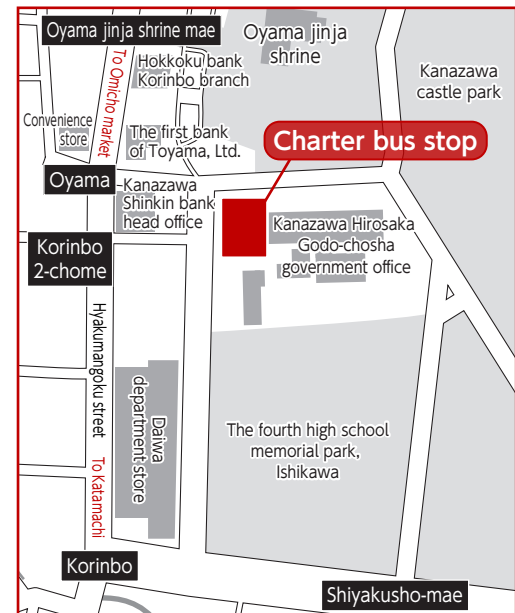 Oyama jinja shrine mae
Oyama jinja
shrine
Kanazawa
castle park
To Omicho market
Hokkoku bank
Korinbo branch
Convenience
store
The first bank
of Toyama, Ltd.
Charter bus stop
Oyama
Kanazawa
Shinkin bank
head office
Kanazawa Hirosaka
Godo-chosha
government office
Korinbo
2-chome
Hyakumangoku street
To Katamachi
Daiwa
department store
The fourth high school
memorial park,
Ishikawa
Korinbo
Shiyakusho-mae